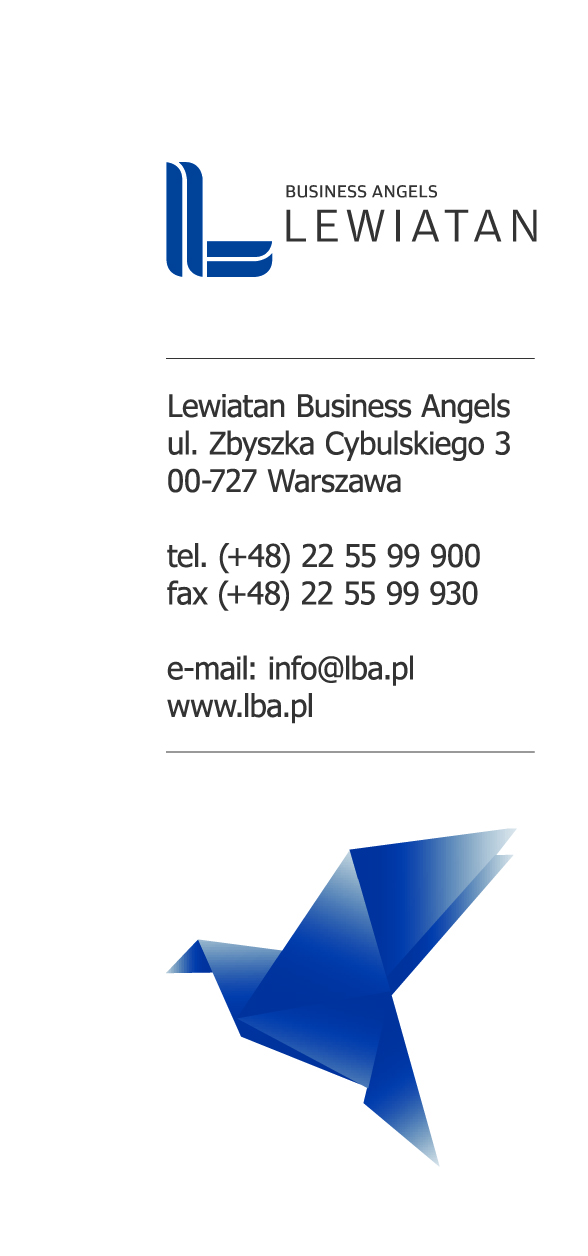 BUSINESS ANGELS
LEWIATAN
Lewiatan Business Angels
ul. Zbyszka Cybulskiego 3
00-727 Warszawa
tel. (+48) 22 55 99 900
fax (+48) 22 55 99 930
e-mail: info@lba.pl
www.lba.pl